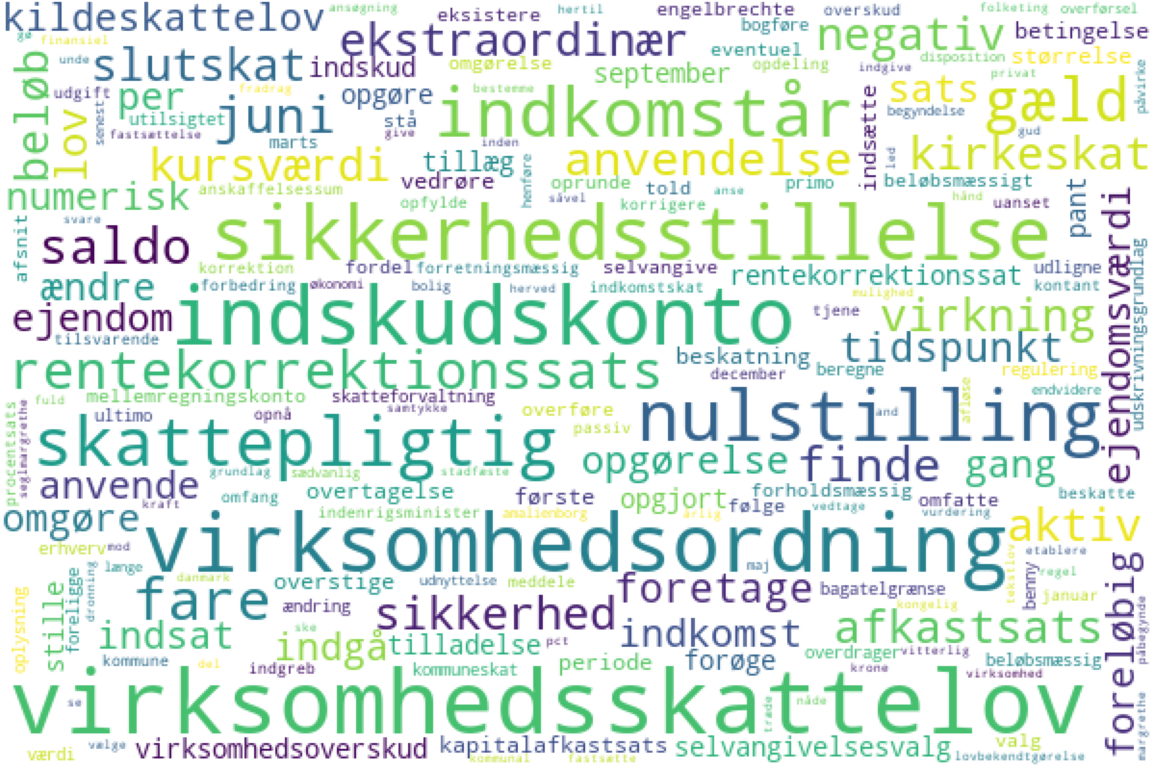 kildeskattelov ansøgning eksistere hertil engelbrechte overskud folketing overførsel
ekstraordinær bogføre negativ betingelse
finansiel eventuel disposition størrelse
beløb unde slutskat indskud omgørelse september opdeling indgive privat påvirke
udgift per fradrag opgøre bestemme indkomstår indsætte sats gæld
lov senest utilsigtet juni stå begyndelse
fastsættelse marts give inden led gud kirkeskat
kursværdi tillæg henføre anvendelse
numerisk anskaffelsessum vedrøre oprunde told anse primo beløbsmæssigt hånd pant
opfylde såvel korrigere uanset ejendomsværdi
afsnit svare saldo sikkerhedsstillelse
korrektion fordel forretningsmæssig selvangive rentekorrektionssat udligne udskrivningsgrundlag
ændre forbedring økonomi bolig herved indkomstskat mulighed kontant
ejendom indskudskonto tjene virkning
tilsvarende tidspunkt
rentekorrektionssats beskatning beregne regulering
december
fuld mellemregningskonto skatteforvaltning afløse endvidere
procentsats ultimo opnå samtykke overføre nulstilling and
seglmargrethe skattepligtig passiv
opgørelse finde gang
grundlag sædvanlig stadfæste
anvende omfang overtagelse første opgjort forholdsmæssig omfatte beskatte
kraft indenrigsminister amalienborg årlig følge vedtage vurdering
omgøre virksomhedsordning aktiv
erhverv mod maj tekstlov etablere foreløbig
længe danmark overstige udnyttelse meddele foretage bagatelgrænse benny regel
stille foreligge dronning fare ændring sikkerhed kongelig januar
oplysning indsat ske indgå tilladelse pct indkomst afkastsats påbegynde
kommune del indgreb kommuneskat periode forøge overdrager vitterlig beløbsmæssig
krone virksomhed
se virksomhedsskattelov træde nåde margrethe
værdi vælge virksomhedsoverskud kapitalafkastsats selvangivelsesvalg valg
kommunal fastsætte lovbekendtgørelse